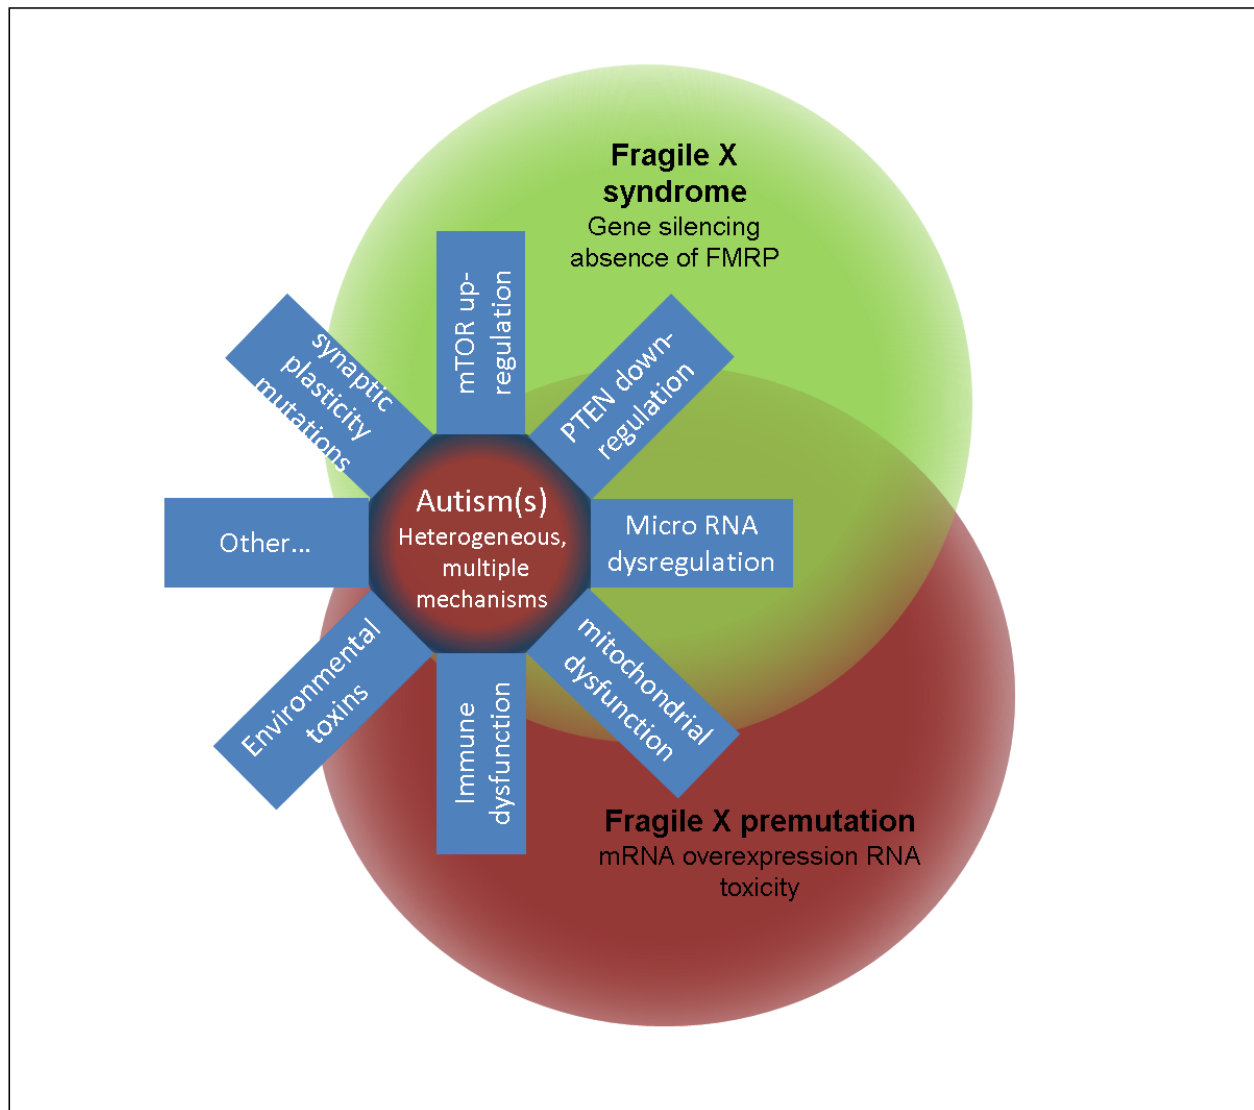 Fragile X
syndrome
Gene silencing
absence of FMRP
mTOR up-
regulation
synaptic
plasticity
mutations
PTEN down-
regulation
Autism(s)
Heterogeneous,
multiple
mechanisms
Other...
Micro RNA
dysregulation
Environmental
toxins
Immune
dysfunction
mitochondrial
dysfunction
Fragile X premutation
mRNA overexpression RNA
toxicity